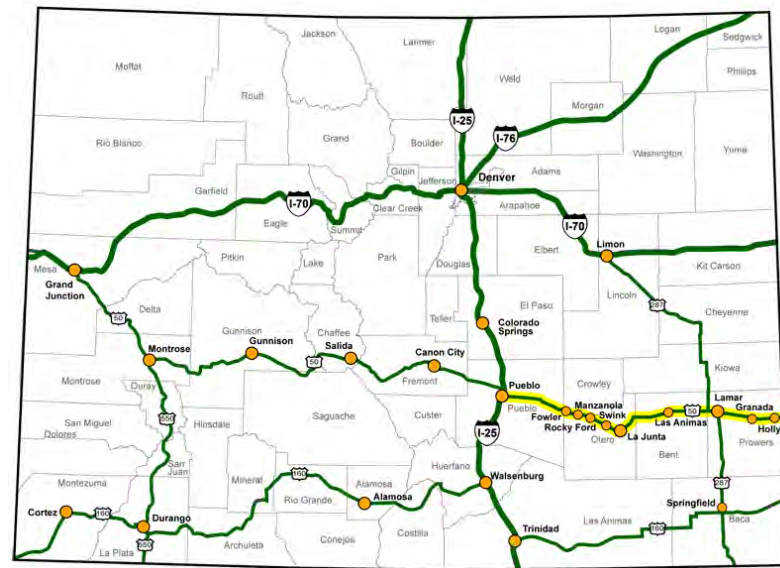 Jackson
Larimer
Logan
Sedgwick
Moffat
Weld
Phillips
Routt
Morgan
Grand
I-25
Boulder
I-76
Rio Blanco
Washington
Yuma
Gilpin
Adams
Jefferson
Denver
Garfield
Clear Creek
Arapahoe
I-70
Eagle
Summit
I-70
Mesa
Pitkin
Lake
Park
Douglas
Elbert
Limon
Kit Carson
Grand
Junction
Lincoln
El Paso
287
Delta
50
Teller
Cheyenne
Gunnison
Chaffee
Colorado
Springs
Montrose
Gunnison
Salida
50
Canon City
Kiowa
Montrose
Ouray
Fremont
Pueblo
Crowley
Pueblo
Manzanola
Fowler
Swink
Rocky Ford
Otero
La Junta
Las Animas
50
Lamar
Granada
Holly
Prowers
Bent
550
Hinsdale
Saguache
Custer
San Miguel
Dolores
I-25
San
Juan
Huerfano
Montezuma
Mineral
160
Alamosa
Rio Grande
Alamosa
Walsenburg
287
Cortez
160
Durango
Costilla
Trinidad
Las Animas
160
Springfield
Baca
La Plata
550
Archuleta
Conejos